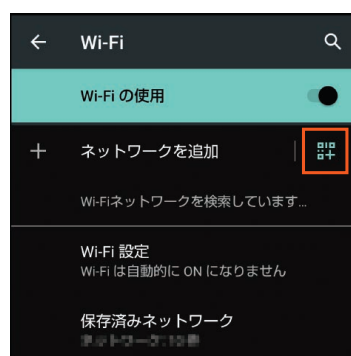 Wi-Fi
Wi-Fi の使用
ネットワークを追加
Wi-Fiネットワークを検索しています...
Wi-Fi 設定
Wi-Fi は自動的に ON になりません
保存済みネットワーク